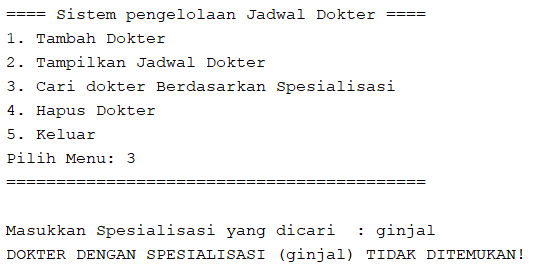 ==== Sistem pengelolaan Jadwal Dokter ====
1. Tambah Dokter
2. Tampilkan Jadwal Dokter
3. Cari dokter Berdasarkan Spesialisasi
4. Hapus Dokter
5. Keluar
Pilih Menu: 3
==========================================
Masukkan Spesialisasi yang dicari  : ginjal
DOKTER DENGAN SPESIALISASI (ginjal) TIDAK DITEMUKAN!